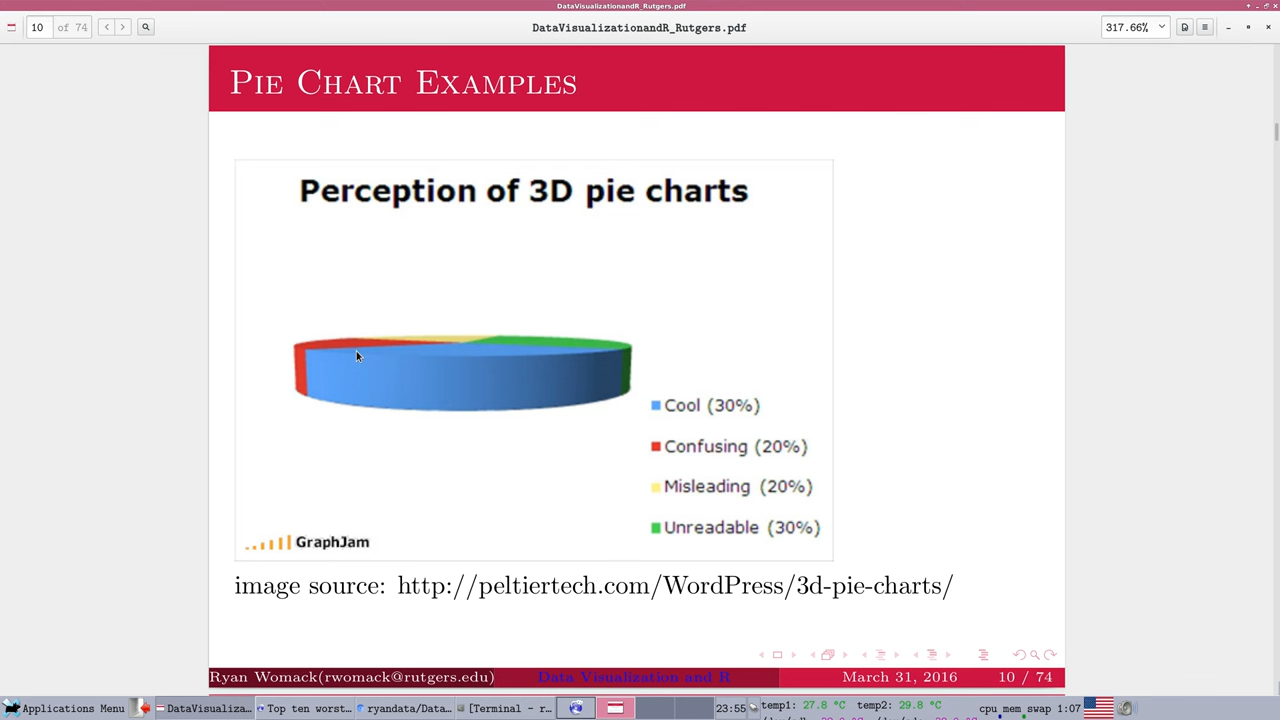 DataVisualizationandR_Rutgers.pdf
10 of 74
DataVisualizationandR_Rutgers.pdf
317.66%
Pie Chart Examples
Perception of 3D pie charts
Cool (30%)
Confusing (20%)
Misleading (20%)
Unreadable (30%)
GraphJam
image source: http://peltiertech.com/WordPress/3d-pie-charts/
Ryan Womack(rwomack@rutgers.edu) Data Visualization and R March 31, 2016 10 / 74
Applications Menu DataVisualiza... Top ten worst... ryanw/Data... [Terminal - r... 23:55 temp1: 27.8 °C temp2: 29.8 °C cpu mem swap 1:07